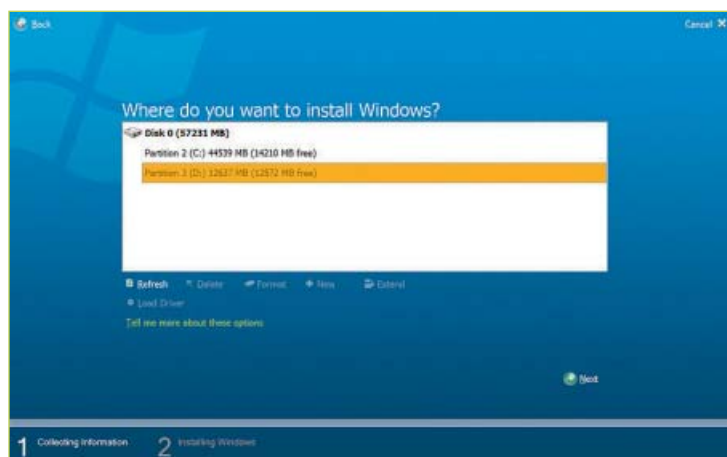 Back
Cancel
Where do you want to install Windows?
Disk 0 (57231 MB)
Partition 2 (C:) 44539 MB (14210 MB free)
Partition 3 (D:) 12637 MB (12572 MB free)
Refresh Delete Format New Extend
Load Driver
Tell me more about these options
Next
1 Collecting information 2 Installing Windows